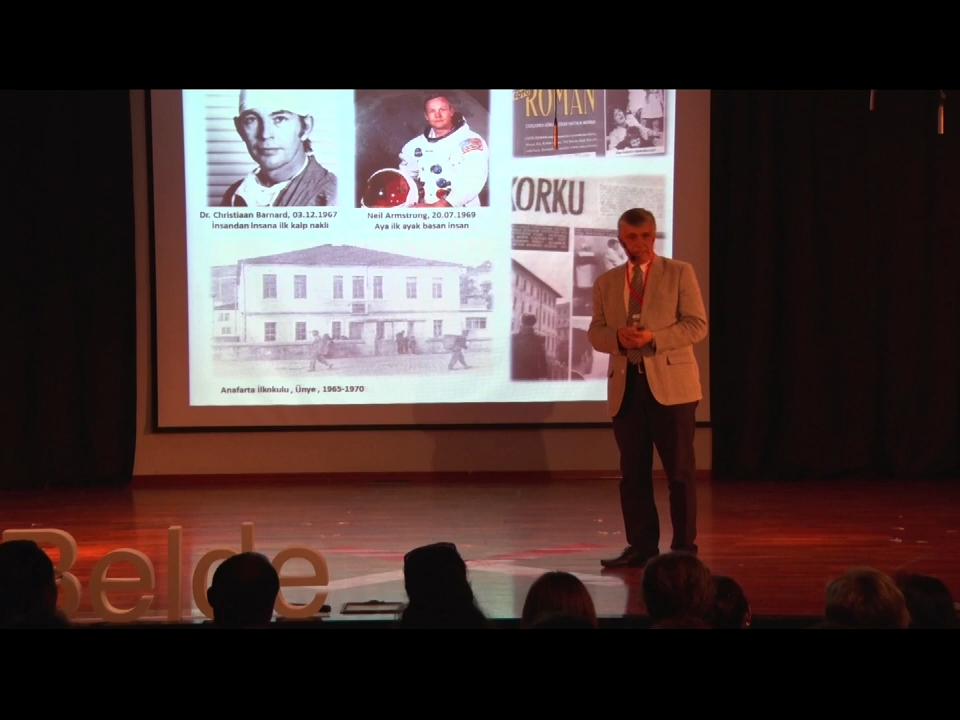 ROMAN
Dr. Christiaan Barnard, 03.12.1967
İnsandan insana ilk kalp nakli
Neil Armstrong, 20.07.1969
Aya ilk ayak basan insan
KORKU
Anafarta İlkokulu , Ünye , 1965-1970
Belde